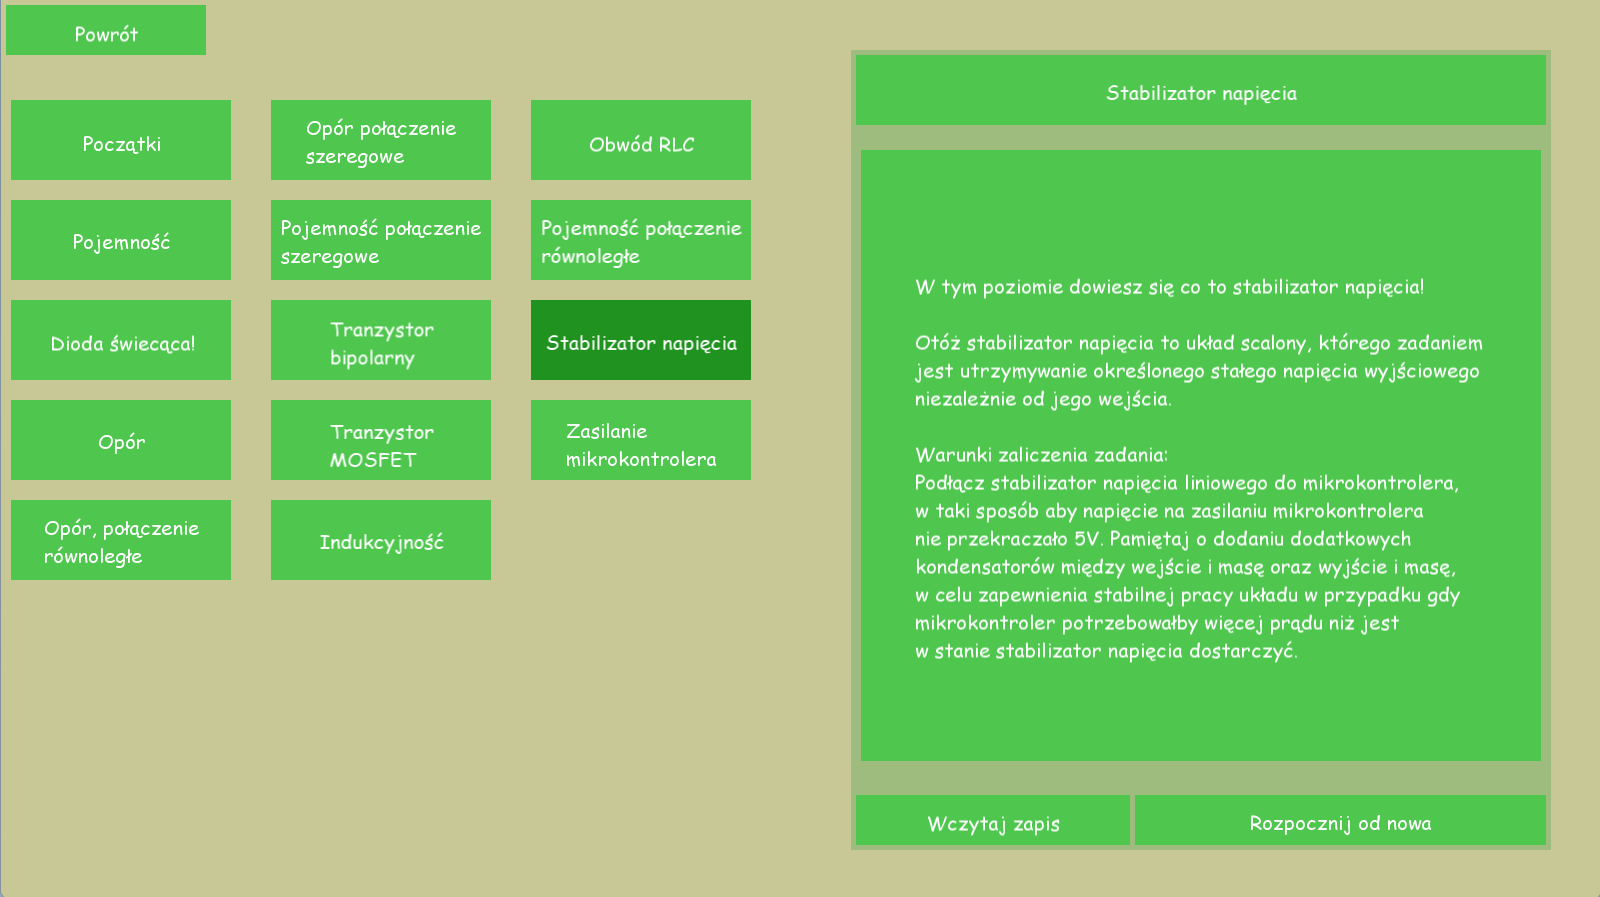 Powrót
Początki
Opór połączenie
szeregowe
Obwód RLC
Pojemność
Pojemność połączenie
szeregowe
Pojemność połączenie
równoległe
Dioda świecąca!
Tranzystor
bipolarny
Stabilizator napięcia
Opór
Tranzystor
MOSFET
Zasilanie
mikrokontrolera
Opór, połączenie
równoległe
Indukcyjność
Stabilizator napięcia
W tym poziomie dowiesz się co to stabilizator napięcia!
Otóż stabilizator napięcia to układ scalony, którego zadaniem
jest utrzymywanie określonego stałego napięcia wyjściowego
niezależnie od jego wejścia.
Warunki zaliczenia zadania:
Podłącz stabilizator napięcia liniowego do mikrokontrolera,
w taki sposób aby napięcie na zasilaniu mikrokontrolera
nie przekraczało 5V. Pamiętaj o dodaniu dodatkowych
kondensatorów między wejście i masę oraz wyjście i masę,
w celu zapewnienia stabilnej pracy układu w przypadku gdy
mikrokontroler potrzebowałby więcej prądu niż jest
w stanie stabilizator napięcia dostarczyć.
Wczytaj zapis
Rozpocznij od nowa